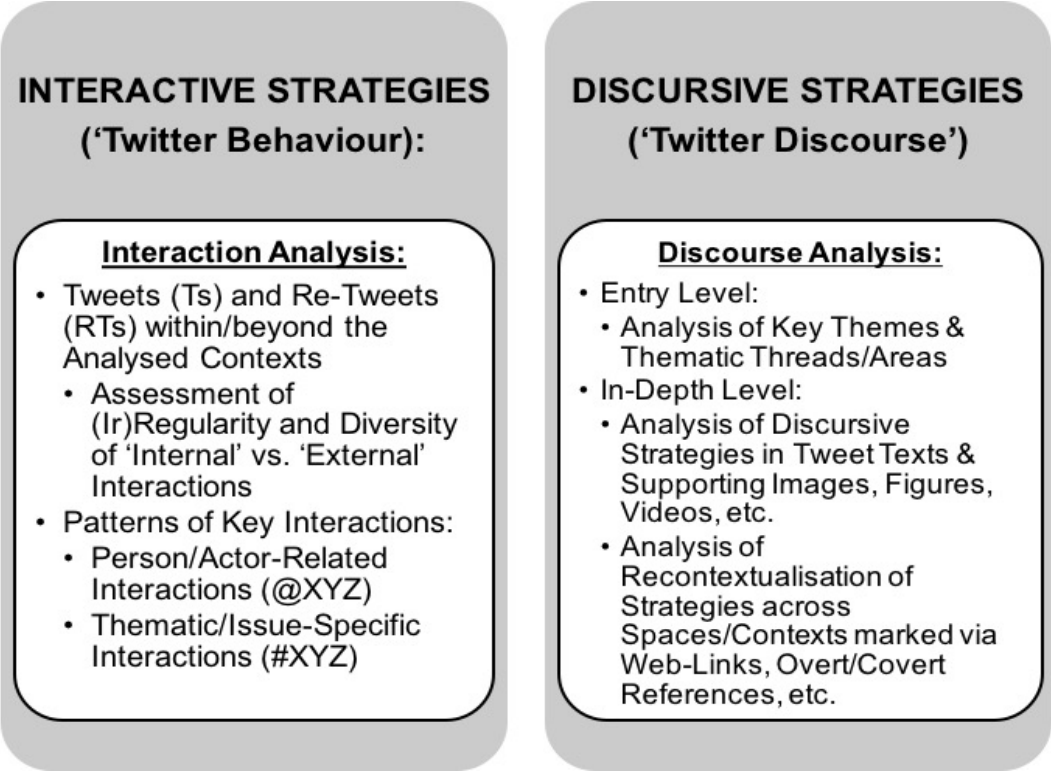 INTERACTIVE STRATEGIES
(‘Twitter Behaviour):
Interaction Analysis:
• Tweets (Ts) and Re-Tweets
(RTs) within/beyond the
Analysed Contexts
• Assessment of
(Ir)Regularity and Diversity
of ‘Internal’ vs. ‘External’
Interactions
• Patterns of Key Interactions:
• Person/Actor-Related
Interactions (@XYZ)
• Thematic/Issue-Specific
Interactions (#XYZ)
DISCURSIVE STRATEGIES
(‘Twitter Discourse’)
Discourse Analysis:
• Entry Level:
• Analysis of Key Themes &
Thematic Threads/Areas
• In-Depth Level:
• Analysis of Discursive
Strategies in Tweet Texts &
Supporting Images, Figures,
Videos, etc.
• Analysis of
Recontextualisation of
Strategies across
Spaces/Contexts marked via
Web-Links, Overt/Covert
References, etc.